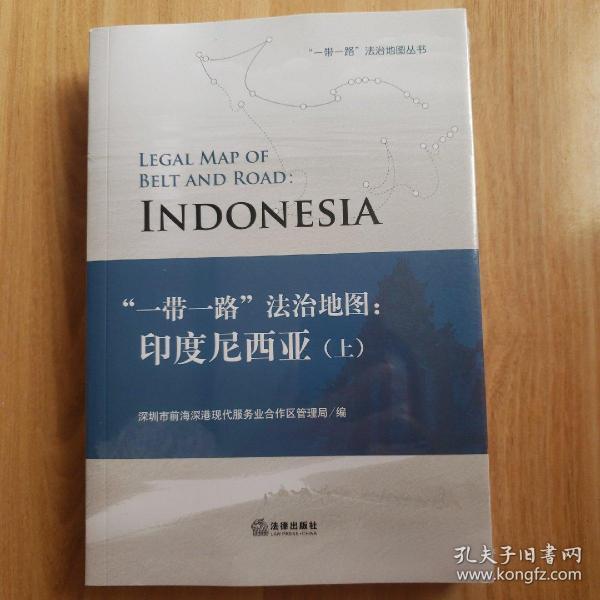 “一带一路”法治地图丛书
LEGAL MAP OF
BELT AND ROAD:
INDONESIA
“一带一路”法治地图:
印度尼西亚(上)
深圳市前海深港现代服务业合作区管理局/编
法律出版社
LAW PRESS·CHINA
孔夫子旧书网
www.kongfz.com